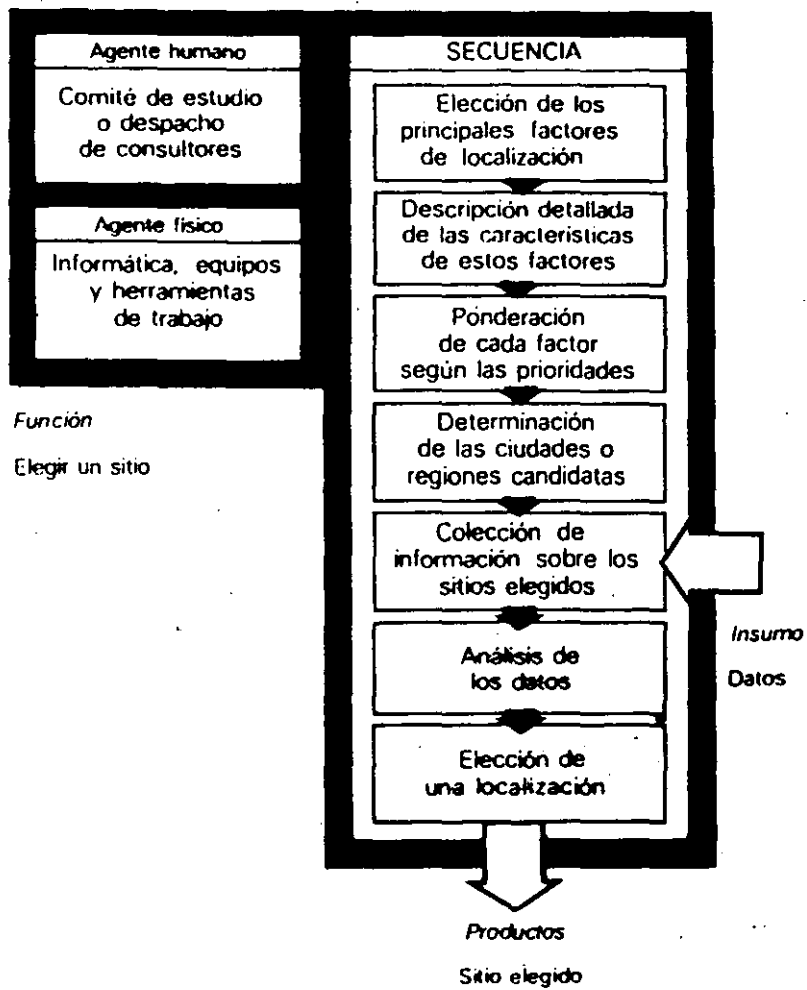 Agente humano
Comité de estudio
o despacho
de consultores
Agente físico
Informática, equipos
y herramientas
de trabajo
Función
Elegir un sitio
SECUENCIA
Elección de los
principales factores
de localización
Descripción detallada
de las características
de estos factores
Ponderación
de cada factor
según las prioridades
Determinación
de las ciudades o
regiones candidatas
Colección de
información sobre los
sitios elegidos
Análisis de
los datos
Elección de
una localización
Insumo
Datos
Productos
Sitio elegido